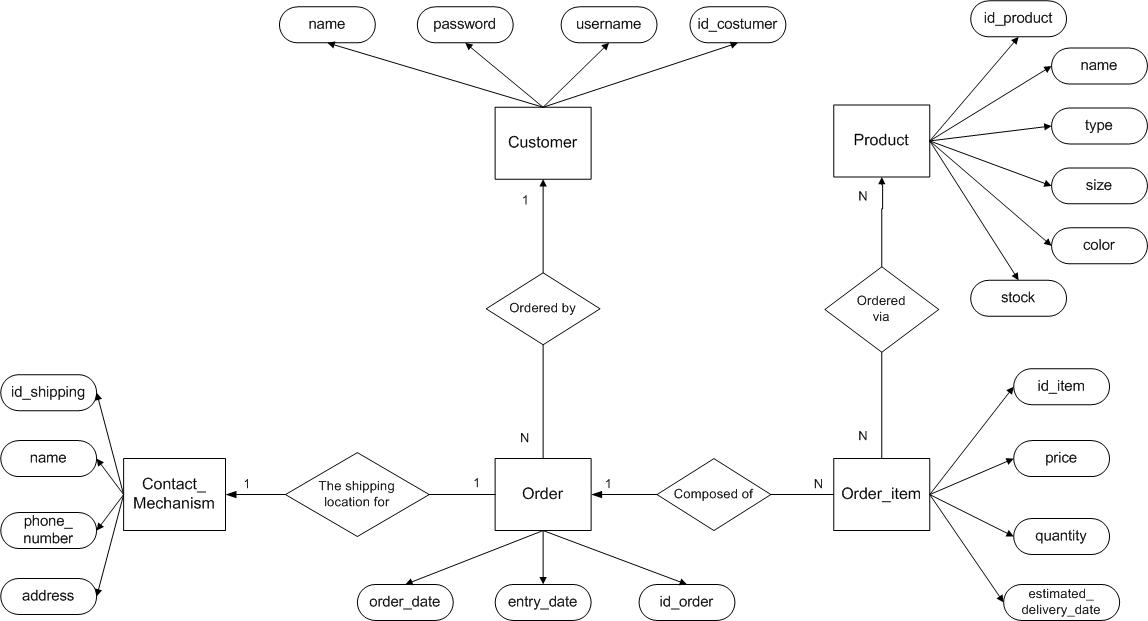 name
password
username
id_costumer
id_product
name
type
size
color
stock
Customer
Product
1
N
Ordered by
Ordered
via
N
N
id_shipping
name
phone_
number
address
Contact_
Mechanism
1
The shipping
location for
1
Order
1
Composed of
N
Order_item
id_item
price
quantity
estimated_
delivery_date
order_date
entry_date
id_order